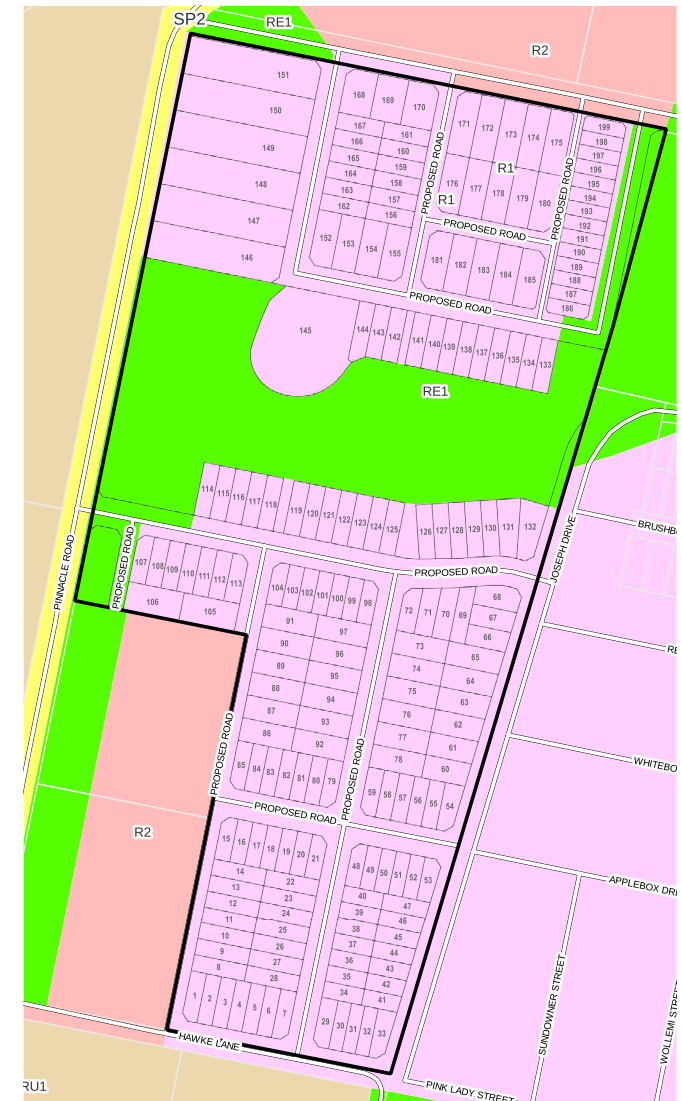 SP2
RE1
R2
151
150
149
148
147
146
168 169 170
167 161
166 160
165 159
164 158
163 157
162 156
152 153 154 155
PROPOSED ROAD
171 172 173 174 175
R1
R1
176 177 178 179 180
PROPOSED ROAD
PROPOSED ROAD
199
198
197
196
195
194
193
192
191
190
189
188
187
186
181 182 183 184 185
PROPOSED ROAD
145
144 143 142 141 140 139 138 137 136 135 134 133
RE1
114 115 116 117 118 119 120 121 122 123 124 125 126 127 128 129 130 131 132
PINNACLE ROAD
PROPOSED ROAD
107 108 109 110 111 112 113
106 105
PROPOSED ROAD
JOSEPH DRIVE
BRUSHBO
104 103 102 101 100 99 98
91 97
90 96
89 95
88 94
87 93
86 92
85 84 83 82 81 80 79
72 71 70 69 68
67
66
73 65
74 64
75 63
76 62
77 61
78 60
59 58 57 56 55 54
RE
WHITEBO
PROPOSED ROAD
PROPOSED ROAD
PROPOSED ROAD
R2
15 16 17 18 19 20 21
14 22
13 23
12 24
11 25
10 26
9 27
8 28
1 2 3 4 5 6 7
48 49 50 51 52 53
40 47
39 46
38 45
37 44
36 43
35 42
34 41
29 30 31 32 33
APPLEBOX DRI
SUNDOWNER STREET
WOLLEMI STREE
HAWKE LANE
PINK LADY STREET
RU1